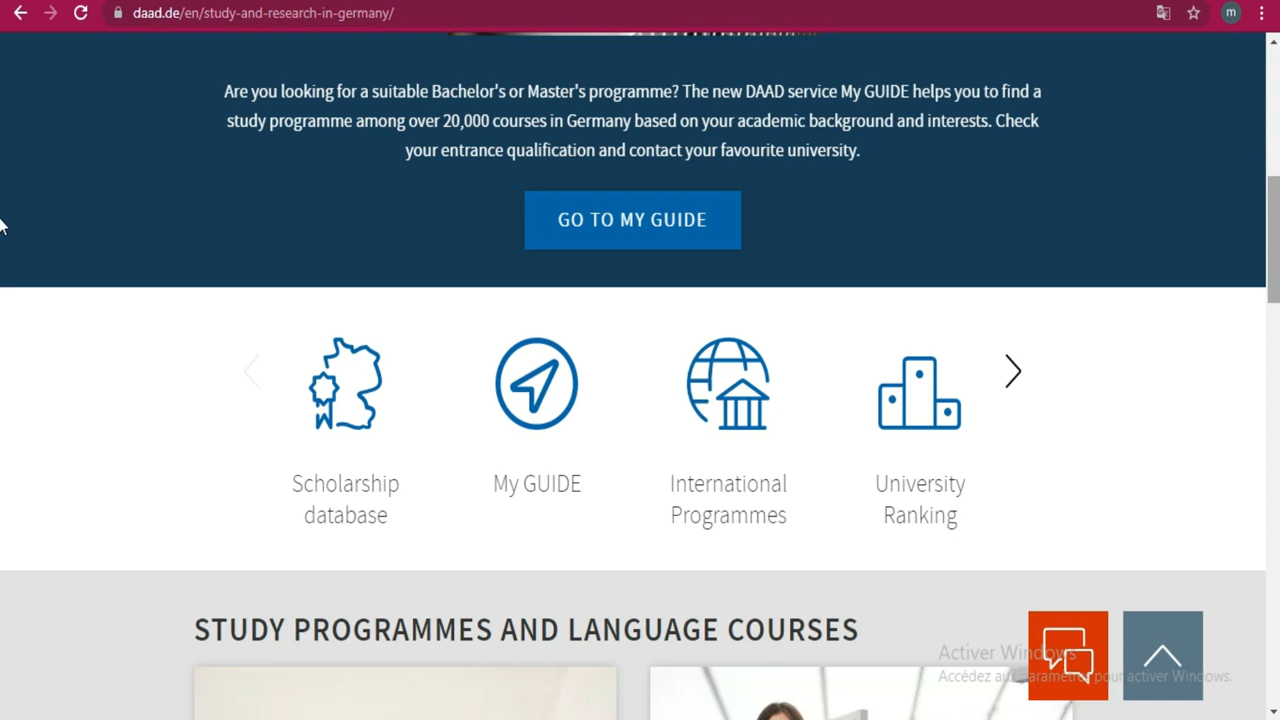 daad.de/en/study-and-research-in-germany/
m
Are you looking for a suitable Bachelor's or Master's programme? The new DAAD service My GUIDE helps you to find a
study programme among over 20,000 courses in Germany based on your academic background and interests. Check
your entrance qualification and contact your favourite university.
GO TO MY GUIDE
Scholarship
database
My GUIDE
International
Programmes
University
Ranking
STUDY PROGRAMMES AND LANGUAGE COURSES
Activer Windows
Accédez aux paramètres pour activer Windows.